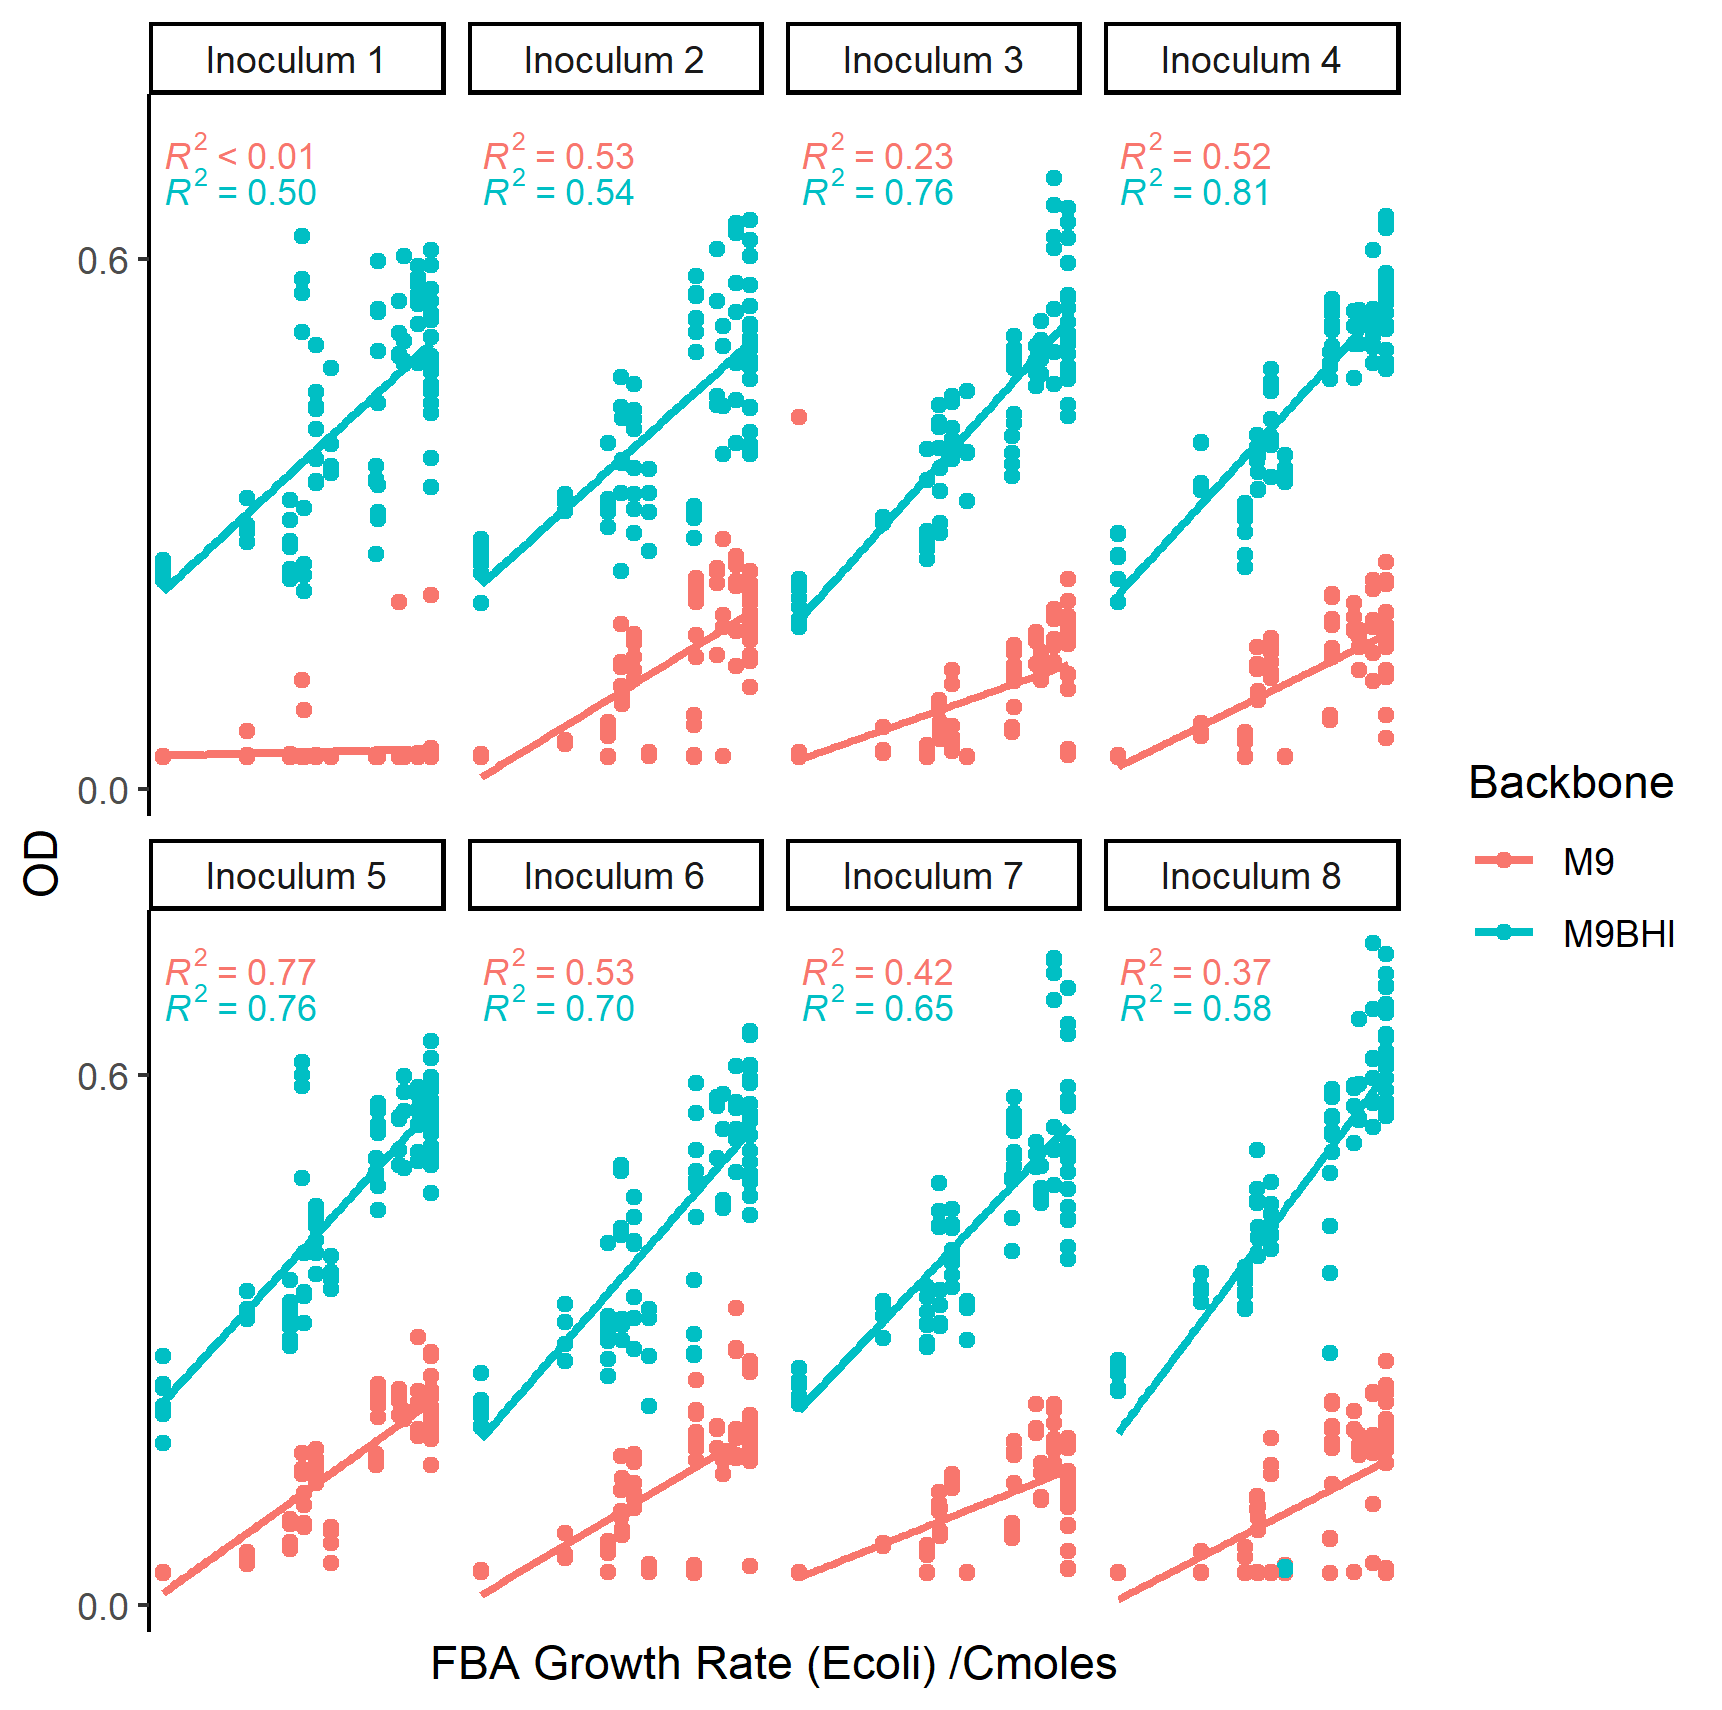 Inoculum 1
Inoculum 2
Inoculum 3
Inoculum 4
R² < 0.01
R² = 0.50
R² = 0.53
R² = 0.54
R² = 0.23
R² = 0.76
R² = 0.52
R² = 0.81
0.6
0.0
OD
Inoculum 5
Inoculum 6
Inoculum 7
Inoculum 8
R² = 0.77
R² = 0.76
R² = 0.53
R² = 0.70
R² = 0.42
R² = 0.65
R² = 0.37
R² = 0.58
0.6
0.0
FBA Growth Rate (Ecoli) /Cmoles
Backbone
M9
M9BHI